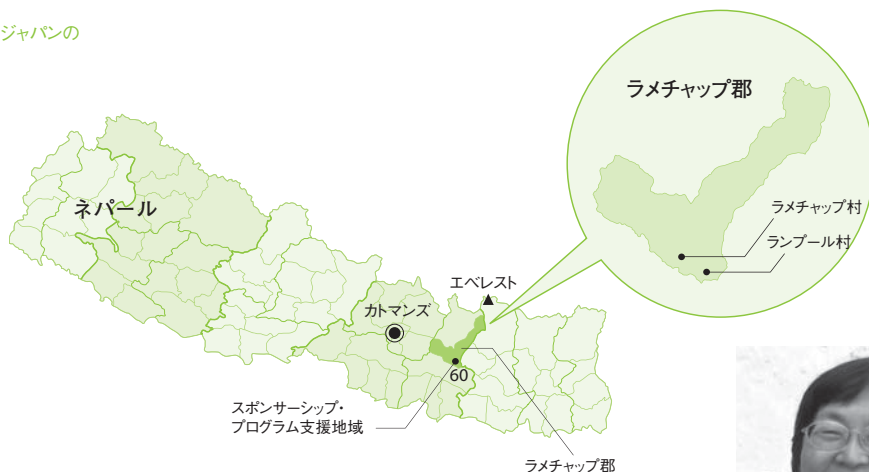 ジャパンの
ラメチャップ郡
ネパール
ラメチャップ村
ランプール村
エベレスト
カトマンズ
60
スポンサーシップ・
プログラム支援地域
ラメチャップ郡